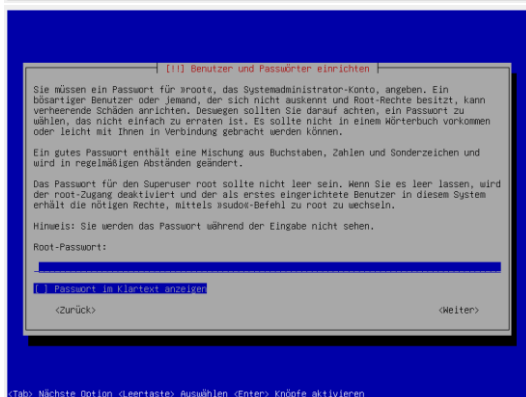 [!!] Benutzer und Passwörter einrichten
Sie müssen ein Passwort für »root«, das Systemadministrator-Konto, angeben. Ein
bösartiger Benutzer oder jemand, der sich nicht auskennt und Root-Rechte besitzt, kann
verheerende Schäden anrichten. Deswegen sollten Sie darauf achten, ein Passwort zu
wählen, das nicht einfach zu erraten ist. Es sollte nicht in einem Wörterbuch vorkommen
oder leicht mit Ihnen in Verbindung gebracht werden können.
Ein gutes Passwort enthält eine Mischung aus Buchstaben, Zahlen und Sonderzeichen und
wird in regelmäßigen Abständen geändert.
Das Passwort für den Superuser root sollte nicht leer sein. Wenn Sie es leer lassen, wird
der root-Zugang deaktiviert und der als erstes eingerichtete Benutzer in diesem System
erhält die nötigen Rechte, mittels »sudo«-Befehl zu root zu wechseln.
Hinweis: Sie werden das Passwort während der Eingabe nicht sehen.
Root-Passwort:
[ ] Passwort im Klartext anzeigen
<Zurück> <Weiter>
<Tab> Nächste Option <Leertaste> Auswählen <Enter> Knöpfe aktivieren